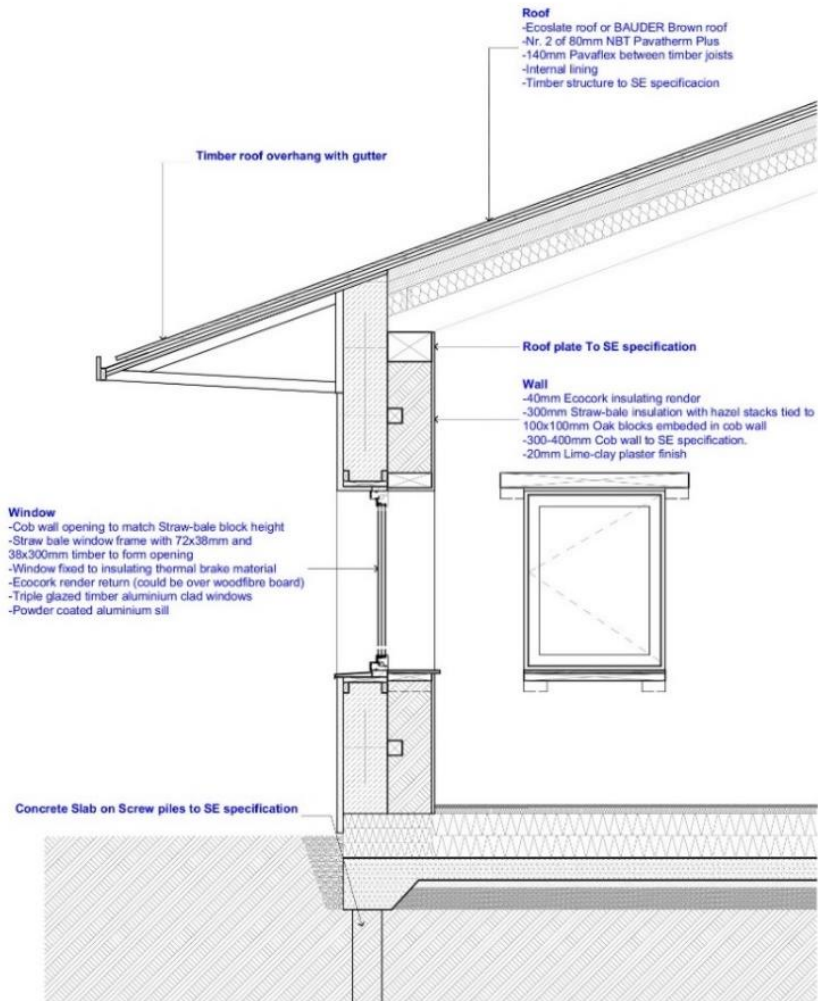 Roof
-Ecoslate roof or BAUDER Brown roof
-Nr. 2 of 80mm NBT Pavatherm Plus
-140mm Pavaflex between timber joists
-Internal lining
-Timber structure to SE specificacion
Timber roof overhang with gutter
Roof plate To SE specification
Wall
-40mm Ecocork insulating render
-300mm Straw-bale insulation with hazel stacks tied to
100x100mm Oak blocks embeded in cob wall
-300-400mm Cob wall to SE specification.
-20mm Lime-clay plaster finish
Window
-Cob wall opening to match Straw-bale block height
-Straw bale window frame with 72x38mm and
38x300mm timber to form opening
-Window fixed to insulating thermal brake material
-Ecocork render return (could be over woodfibre board)
-Triple glazed timber aluminium clad windows
-Powder coated aluminium sill
Concrete Slab on Screw piles to SE specification